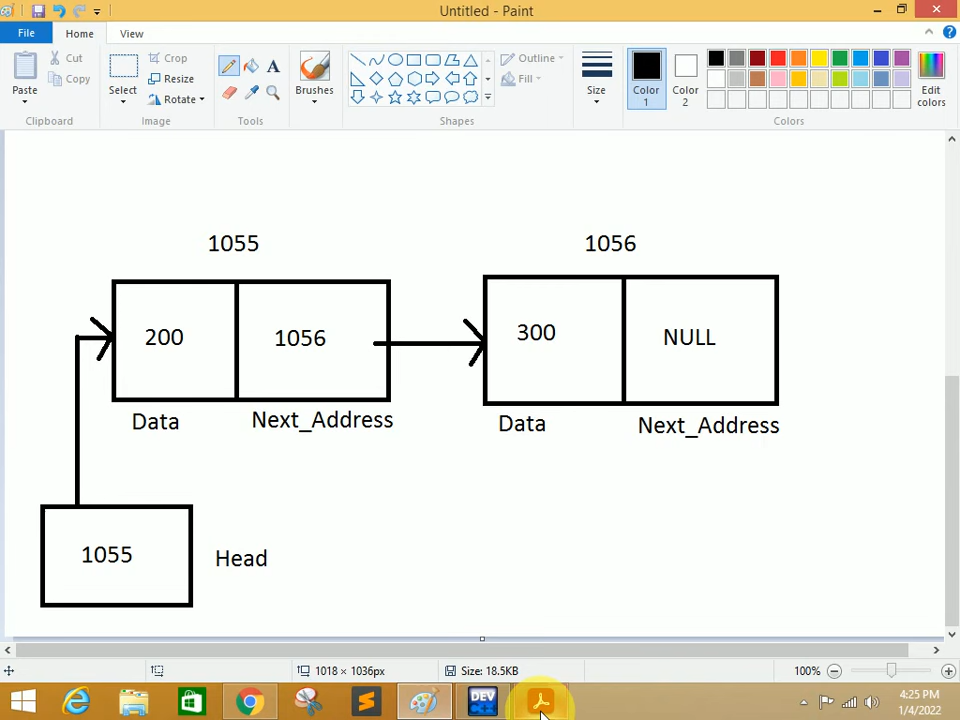 Untitled - Paint
File Home View
Paste
Cut
Copy
Clipboard
Select
Crop
Resize
Rotate
Image
A
Tools
Brushes
Outline
Fill
Shapes
Size
Color 1
Color 2
Edit colors
Colors
1055 1056
200 1056 300 NULL
Data Next_Address Data Next_Address
1055 Head
1018 × 1036px Size: 18.5KB 100%
DEV
4:25 PM
1/4/2022